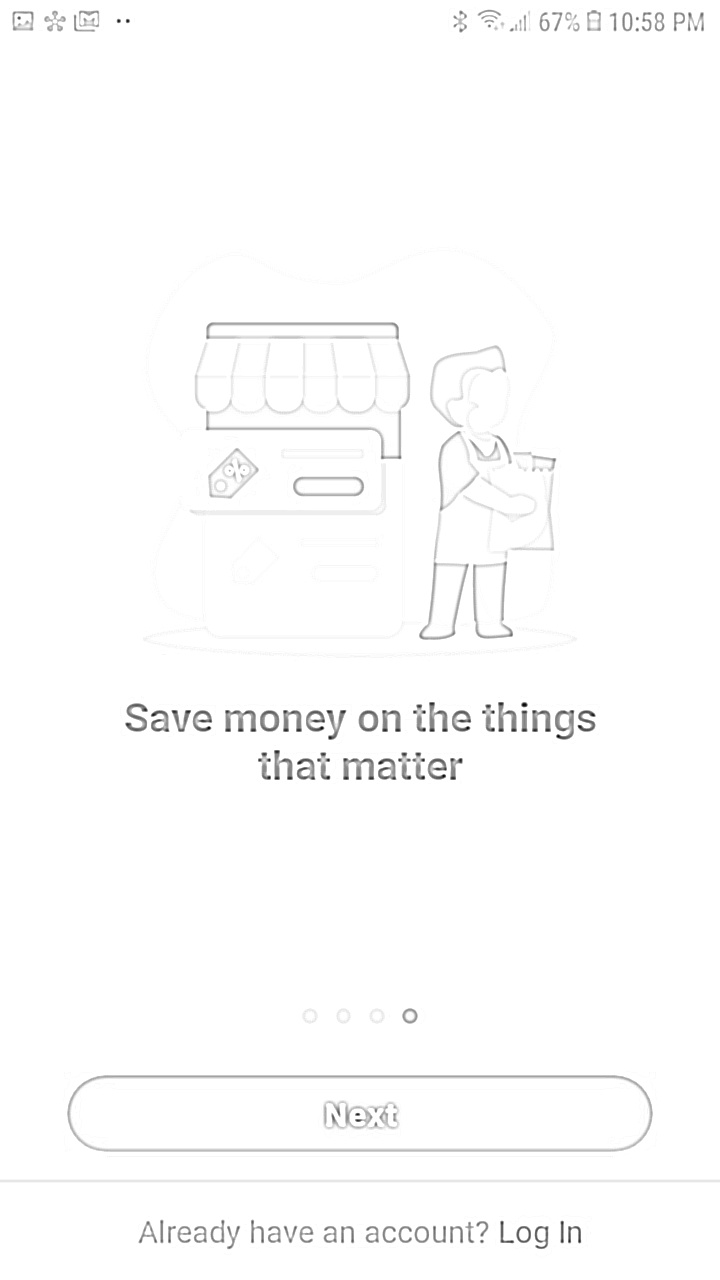 67% 10:58 PM
%
Save money on the things
that matter
Next
Already have an account? Log In